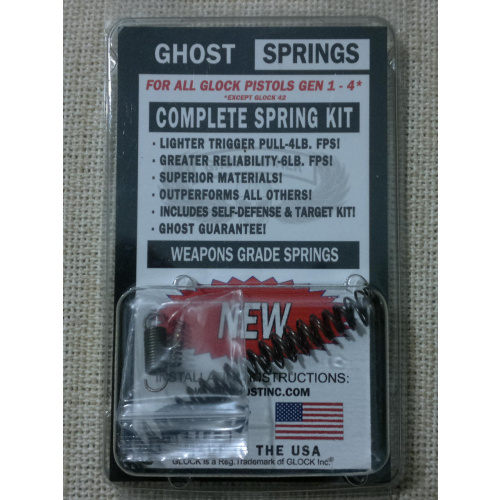 GHOST SPRINGS
FOR ALL GLOCK PISTOLS GEN 1 - 4*
*EXCEPT GLOCK 42
COMPLETE SPRING KIT
• LIGHTER TRIGGER PULL-4LB. FPS!
• GREATER RELIABILITY-6LB. FPS!
• SUPERIOR MATERIALS!
• OUTPERFORMS ALL OTHERS!
• INCLUDES SELF-DEFENSE & TARGET KIT!
• GHOST GUARANTEE!
WEAPONS GRADE SPRINGS
NEW
INSTRUCTIONS:
THE USA
GLOCK is a Reg. Trademark of GLOCK Inc.